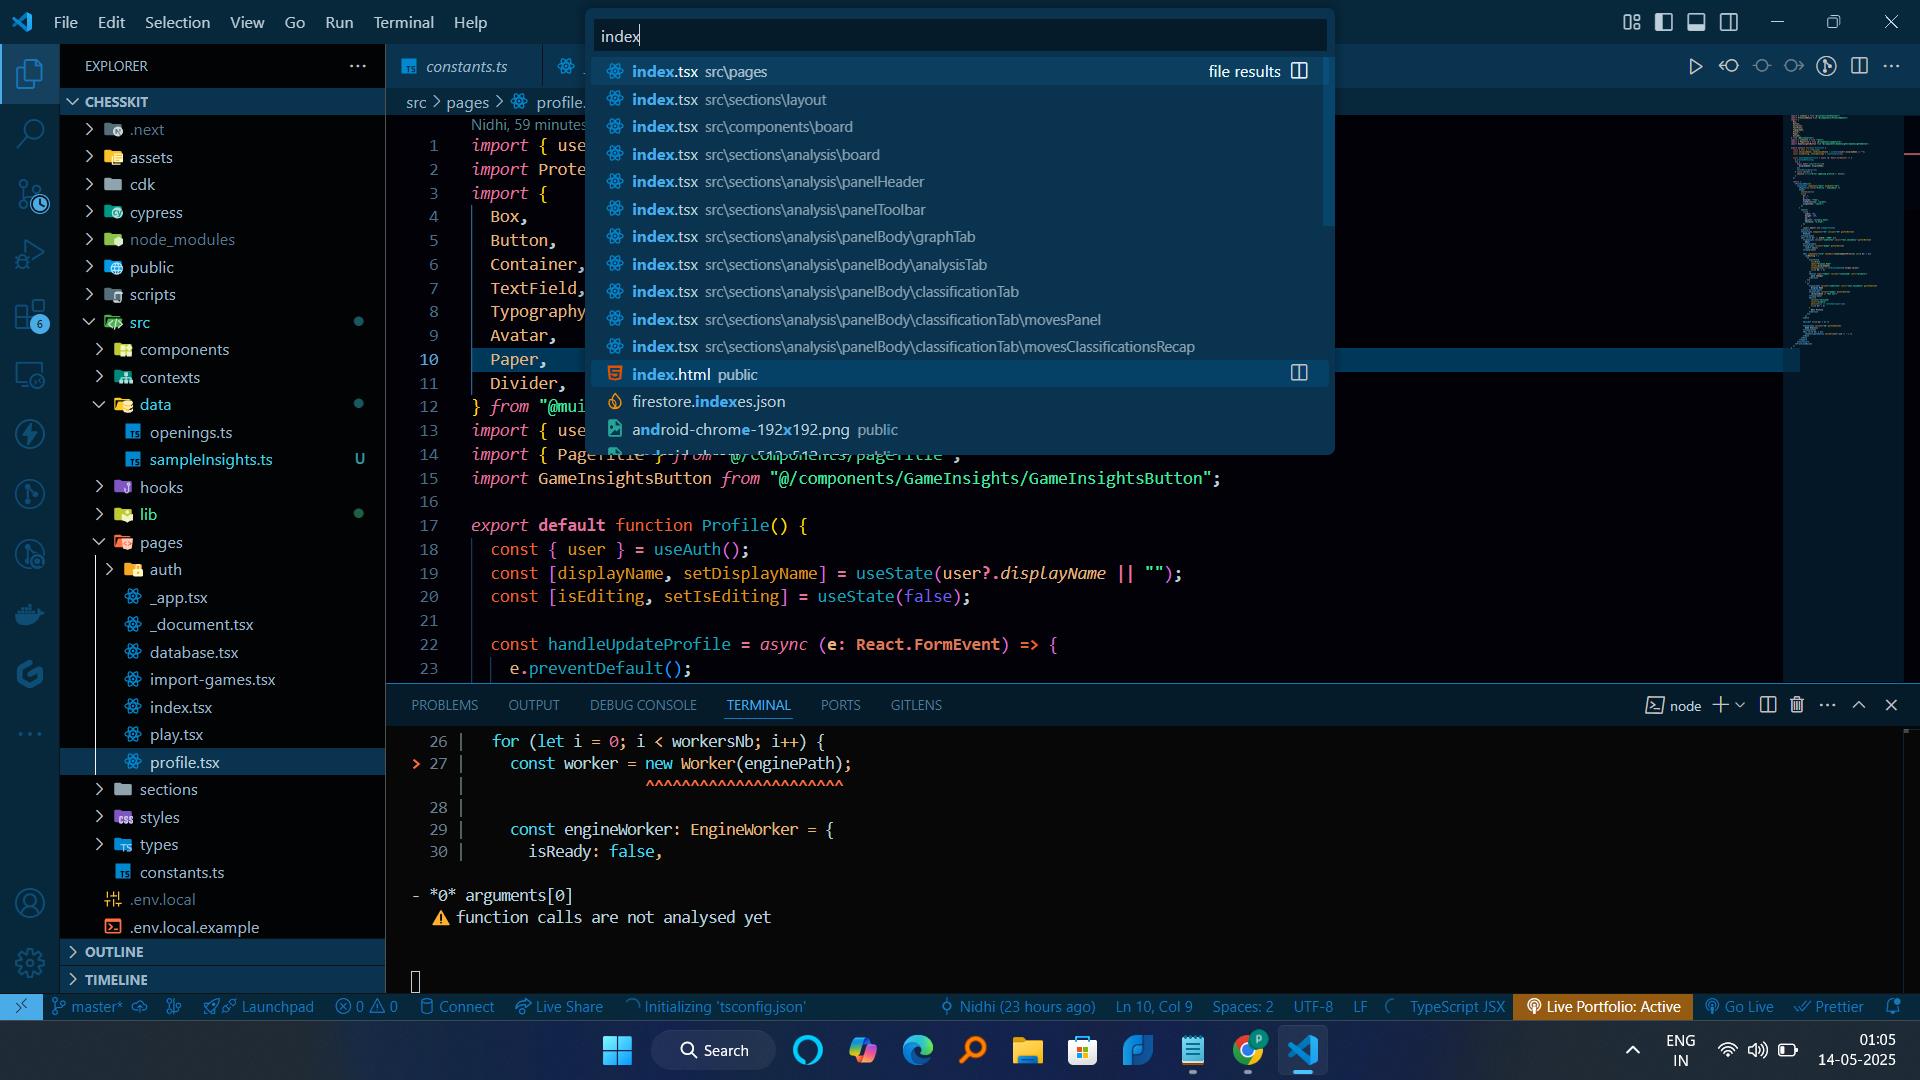 File Edit Selection View Go Run Terminal Help
index
EXPLORER
CHESSKIT
.next
assets
cdk
cypress
node_modules
public
scripts
src
components
contexts
data
openings.ts
sampleInsights.ts U
hooks
lib
pages
auth
_app.tsx
_document.tsx
database.tsx
import-games.tsx
index.tsx
play.tsx
profile.tsx
sections
styles
types
constants.ts
.env.local
.env.local.example
OUTLINE
TIMELINE
6
constants.ts
src > pages > profile.
index.tsx src\pages file results
index.tsx src\sections\layout
index.tsx src\components\board
index.tsx src\sections\analysis\board
index.tsx src\sections\analysis\panelHeader
index.tsx src\sections\analysis\panelToolbar
index.tsx src\sections\analysis\panelBody\graphTab
index.tsx src\sections\analysis\panelBody\analysisTab
index.tsx src\sections\analysis\panelBody\classificationTab
index.tsx src\sections\analysis\panelBody\classificationTab\movesPanel
index.tsx src\sections\analysis\panelBody\classificationTab\movesClassificationsRecap
index.html public
firestore.indexes.json
android-chrome-192x192.png public
Nidhi, 59 minutes
1 import { use
2 import Prote
3 import {
4 Box,
5 Button,
6 Container,
7 TextField,
8 Typography
9 Avatar,
10 Paper,
11 Divider,
12 } from "@mui
13 import { use
14 import { PageTitle } from "@/components/pageTitle";
15 import GameInsightsButton from "@/components/GameInsights/GameInsightsButton";
16
17 export default function Profile() {
18 const { user } = useAuth();
19 const [displayName, setDisplayName] = useState(user?.displayName || "");
20 const [isEditing, setIsEditing] = useState(false);
21
22 const handleUpdateProfile = async (e: React.FormEvent) => {
23 e.preventDefault();
PROBLEMS OUTPUT DEBUG CONSOLE TERMINAL PORTS GITLENS node
26 | for (let i = 0; i < workersNb; i++) {
> 27 | const worker = new Worker(enginePath);
| ^^^^^^^^^^^^^^^^^^^^^^
28 |
29 | const engineWorker: EngineWorker = {
30 | isReady: false,
- *0* arguments[0]
⚠ function calls are not analysed yet
master* Launchpad 0 0 Connect Live Share Initializing 'tsconfig.json' Nidhi (23 hours ago) Ln 10, Col 9 Spaces: 2 UTF-8 LF TypeScript JSX Live Portfolio: Active Go Live Prettier
Search ENG IN 01:05
14-05-2025